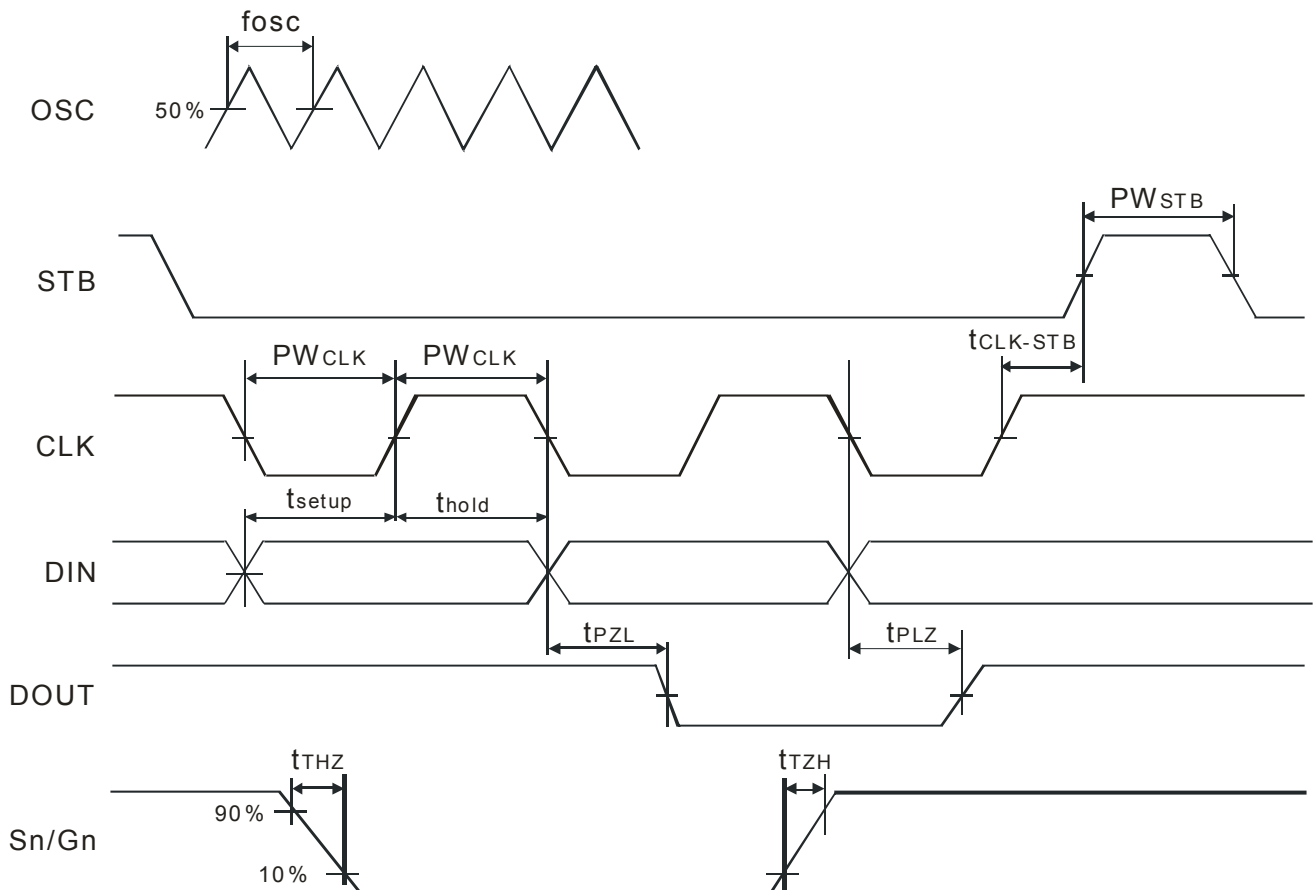 fosc
OSC
50%
PWSTB
STB
tCLK-STB
PWCLK PWCLK
CLK
tsetup thold
DIN
tPZL tPLZ
DOUT
tTHZ tTZH
90%
Sn/Gn
10%